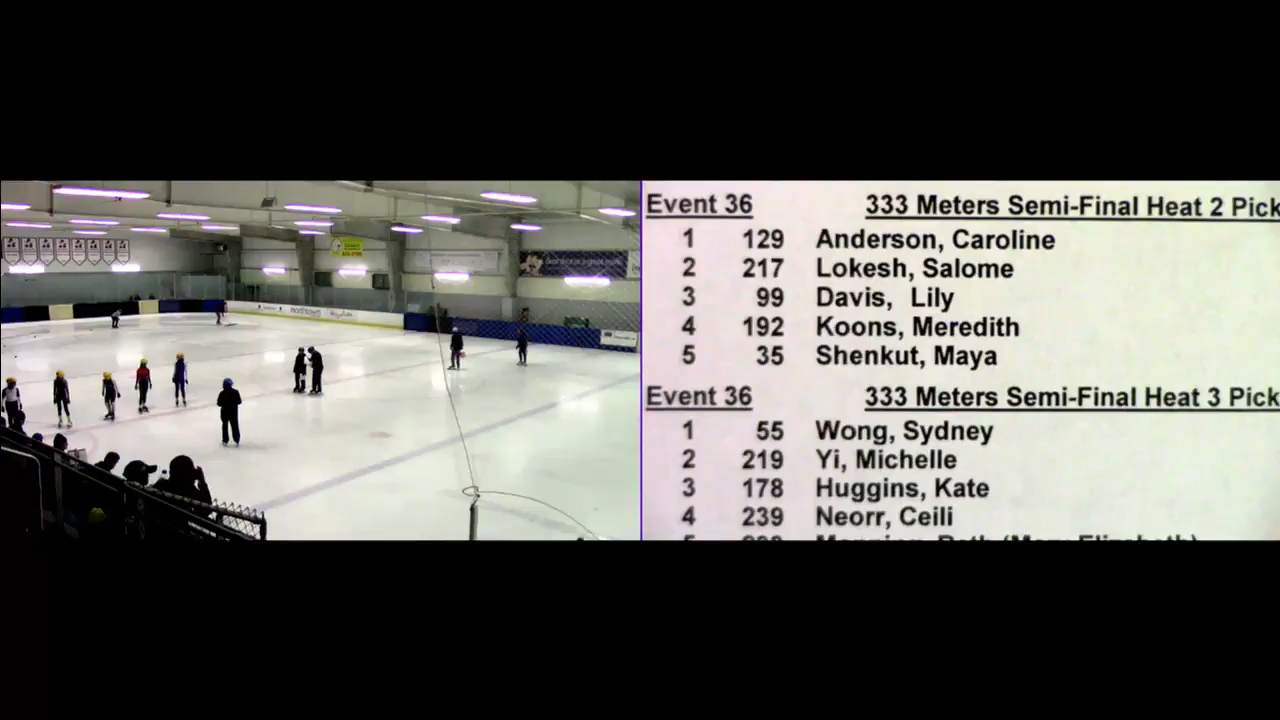 Event 36 333 Meters Semi-Final Heat 2 Pick
1 129 Anderson, Caroline
2 217 Lokesh, Salome
3 99 Davis, Lily
4 192 Koons, Meredith
5 35 Shenkut, Maya
Event 36 333 Meters Semi-Final Heat 3 Pick
1 55 Wong, Sydney
2 219 Yi, Michelle
3 178 Huggins, Kate
4 239 Neorr, Ceili